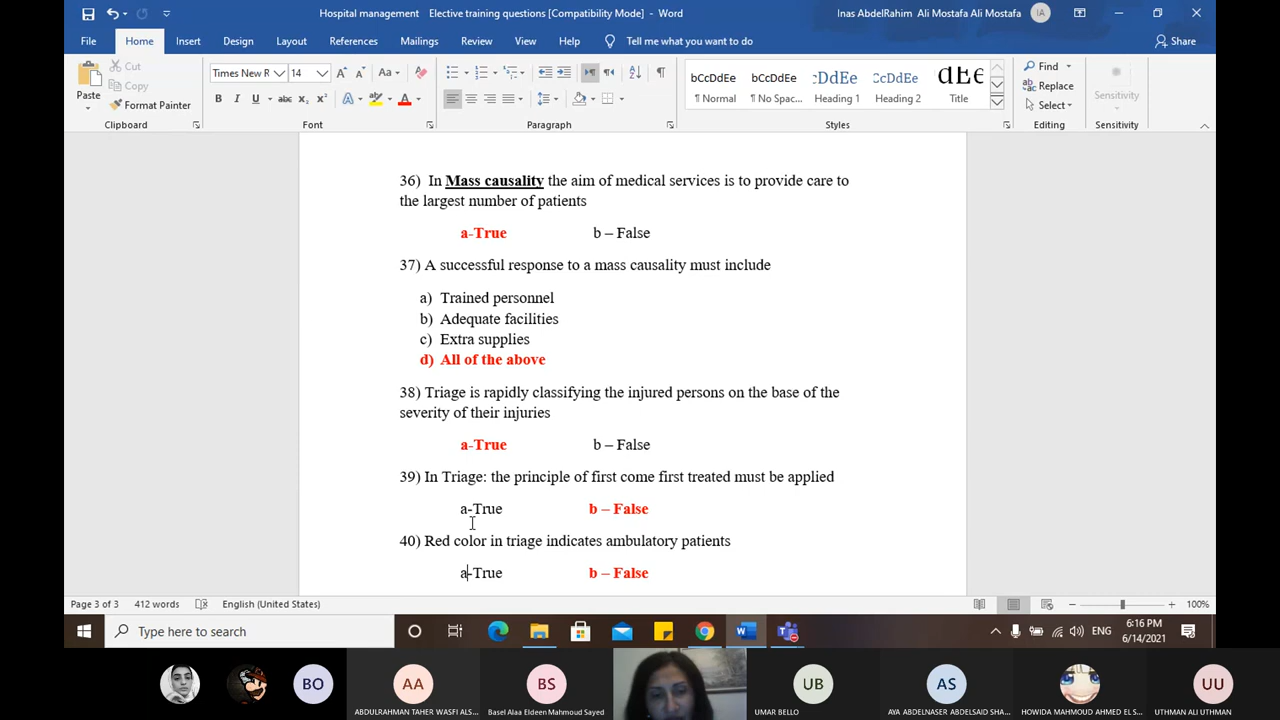 Hospital management Elective training questions [Compatibility Mode] - Word
Inas AbdelRahim Ali Mostafa Ali Mostafa IA
File Home Insert Design Layout References Mailings Review View Help Tell me what you want to do Share
Paste
Cut
Copy
Format Painter
Clipboard
Times New R 14
Aa
B I U abc x₂ x²
A A
Font
Paragraph
BCcDdEe BCcDdEe BCcDdE BCcDdEe dEe
¶ Normal ¶ No Spac... Heading 1 Heading 2 Title
Styles
Find
Replace
Select
Editing
Sensitivity
Sensitivity
36) In Mass causality the aim of medical services is to provide care to
the largest number of patients
a-True b – False
37) A successful response to a mass causality must include
a) Trained personnel
b) Adequate facilities
c) Extra supplies
d) All of the above
38) Triage is rapidly classifying the injured persons on the base of the
severity of their injuries
a-True b – False
39) In Triage: the principle of first come first treated must be applied
a-True b – False
40) Red color in triage indicates ambulatory patients
a-True b – False
Page 3 of 3 412 words English (United States) 100%
Type here to search
ENG
6:16 PM
6/14/2021
BO AA BS UB AS UU
ABDULRAHMAN TAHER WASFI ALS... Basel Alaa Eldeen Mahmoud Sayed UMAR BELLO AYA ABDELNASER ABDELSAID SHA... HOWIDA MAHMOUD AHMED EL S... UTHMAN ALI UTHMAN